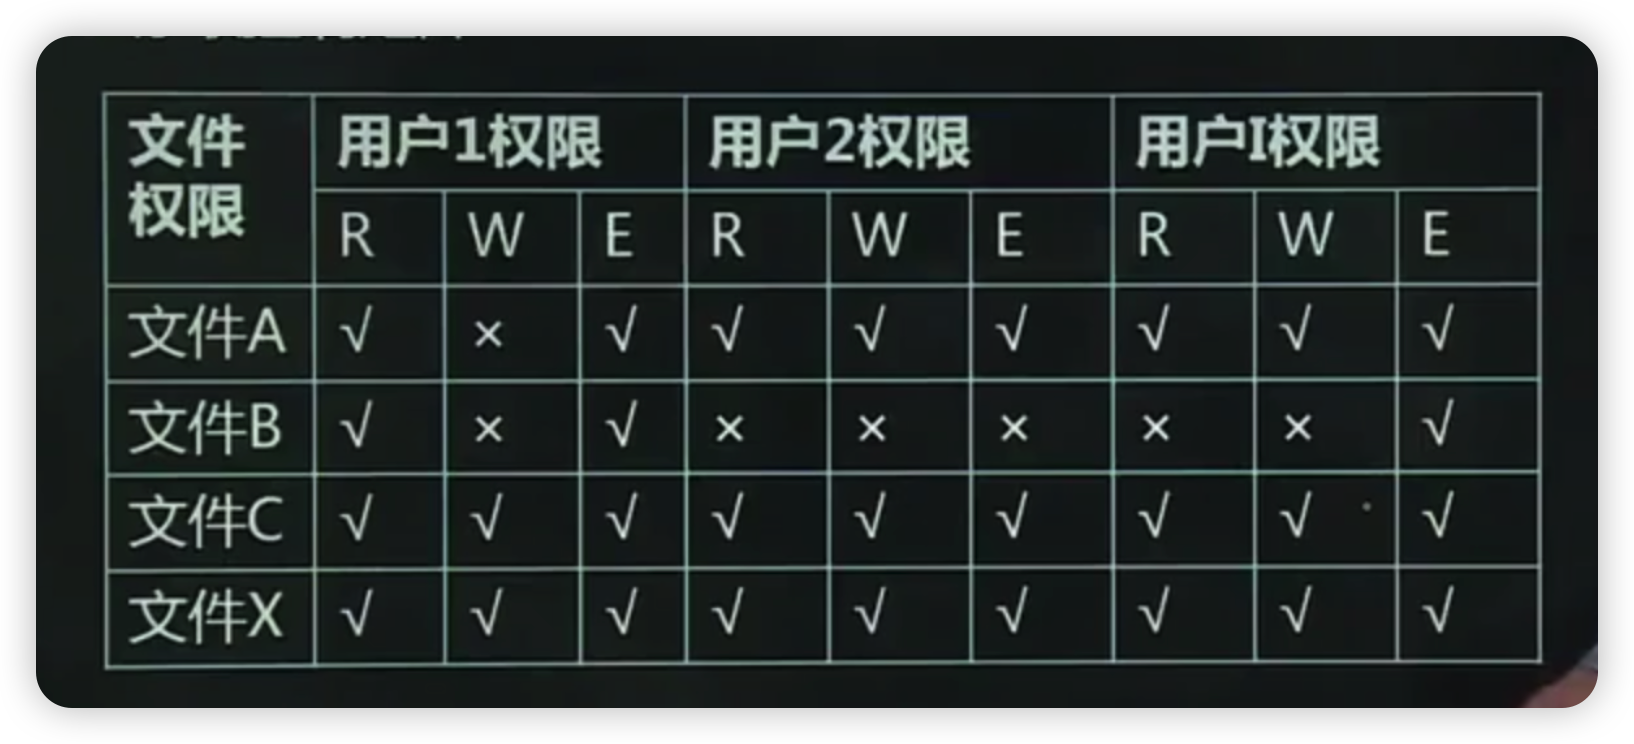 文件权限 用户1权限 用户2权限 用户I权限
R W E R W E R W E
文件A √ × √ √ √ √ √ √ √
文件B √ × √ × × × × × √
文件C √ √ √ √ √ √ √ √ √
文件X √ √ √ √ √ √ √ √ √